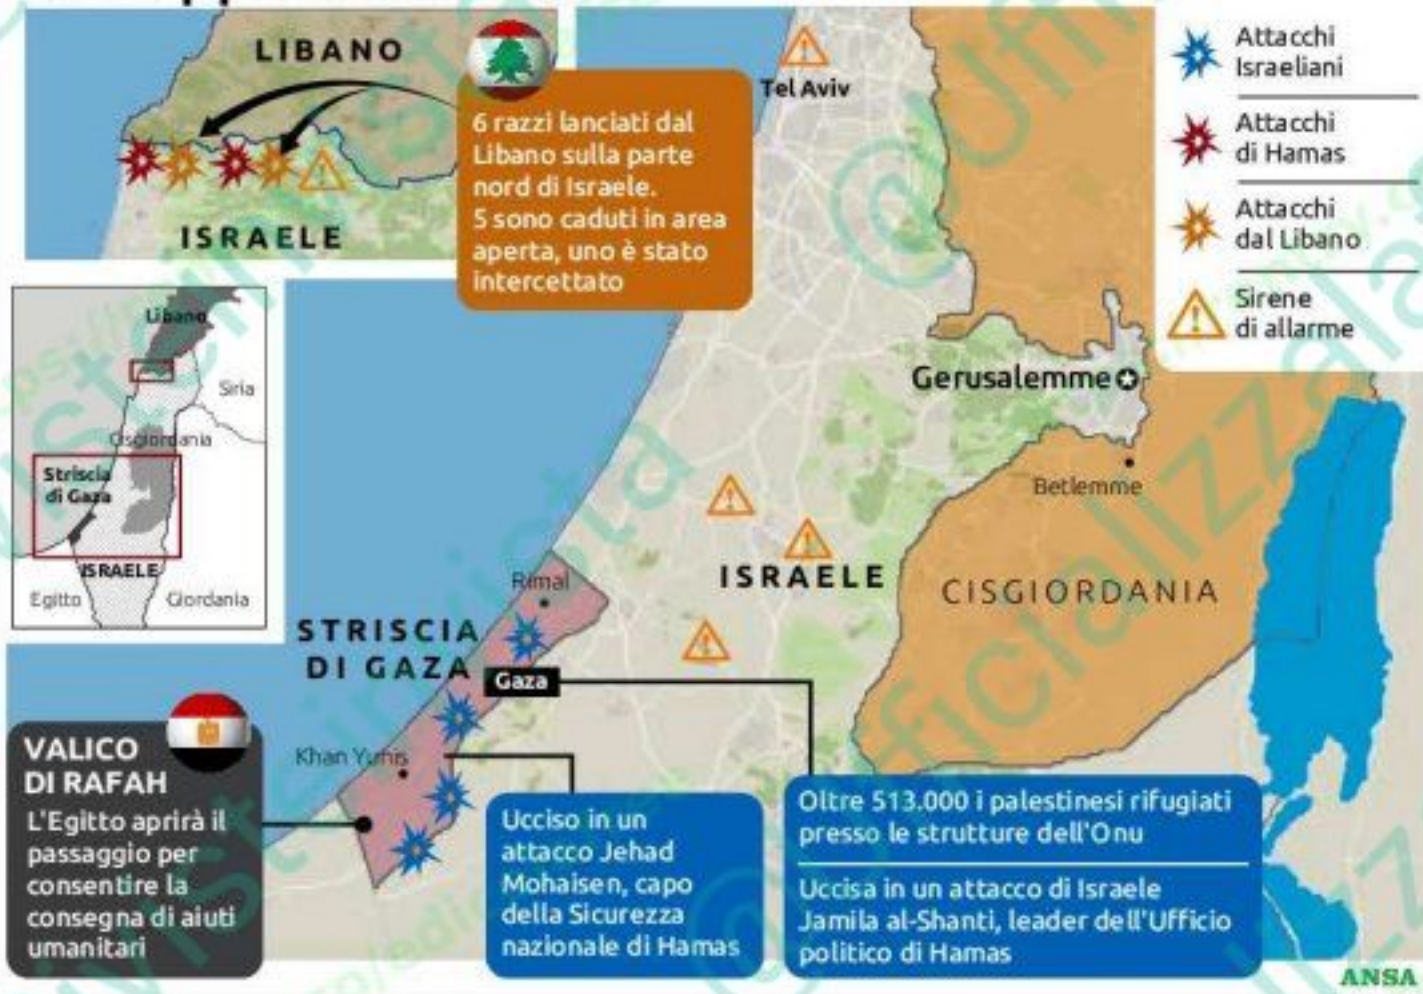 LIBANO
6 razzi lanciati dal
Libano sulla parte
nord di Israele.
5 sono caduti in area
aperta, uno è stato
intercettato
ISRAELE
Tel Aviv
Attacchi
Israeliani
Attacchi
di Hamas
Attacchi
dal Libano
Sirene
di allarme
Libano
Siria
Cisgiordania
Striscia
di Gaza
ISRAELE
Egitto
Giordania
Gerusalemme
Betlemme
ISRAELE
CISGIORDANIA
Rimal
STRISCIA
DI GAZA
Gaza
Khan Yunis
VALICO
DI RAFAH
L'Egitto aprirà il
passaggio per
consentire la
consegna di aiuti
umanitari
Ucciso in un
attacco Jehad
Mohaisen, capo
della Sicurezza
nazionale di Hamas
Oltre 513.000 i palestinesi rifugiati
presso le strutture dell'Onu
Uccisa in un attacco di Israele
Jamila al-Shanti, leader dell'Ufficio
politico di Hamas
ANSA